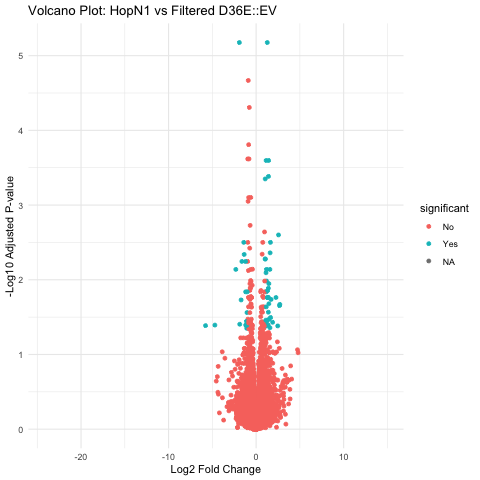 Volcano Plot: HopN1 vs Filtered D36E::EV
-Log10 Adjusted P-value
5
4
3
2
1
0
-20
-10
0
10
Log2 Fold Change
significant
No
Yes
NA